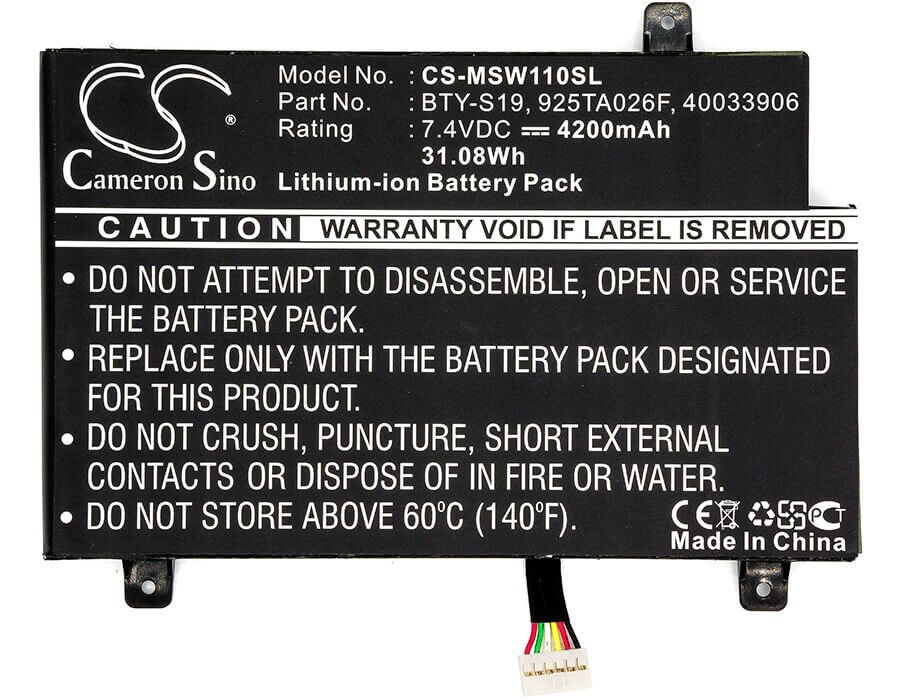 CS
®
Cameron Sino
Model No. : CS-MSW110SL
Part No. : BTY-S19, 925TA026F, 40033906
Rating : 7.4VDC ⎓ 4200mAh
31.08Wh
Lithium-ion Battery Pack
CAUTION WARRANTY VOID IF LABEL IS REMOVED
• DO NOT ATTEMPT TO DISASSEMBLE, OPEN OR SERVICE
THE BATTERY PACK.
• REPLACE ONLY WITH THE BATTERY PACK DESIGNATED
FOR THIS PRODUCT.
• DO NOT CRUSH, PUNCTURE, SHORT EXTERNAL
CONTACTS OR DISPOSE OF IN FIRE OR WATER.
• DO NOT STORE ABOVE 60°C (140°F).
CE PCT
Made In China